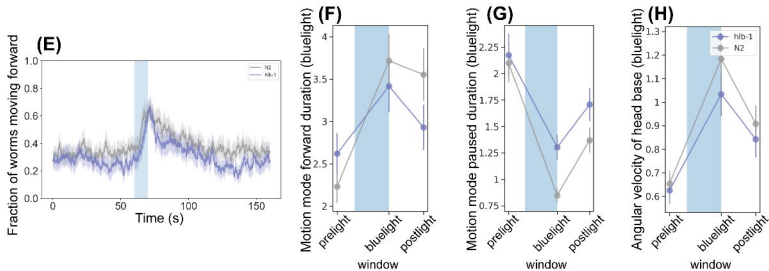 (E)
Fraction of worms moving forward
1.0
0.8
0.6
0.4
0.2
0.0
0
50
100
150
Time (s)
N2
hlb-1
(F)
Motion mode forward duration (bluelight)
4
3.5
3
2.5
2
prelight
bluelight
postlight
window
(G)
Motion mode paused duration (bluelight)
2.25
2
1.75
1.5
1.25
1
0.75
prelight
bluelight
postlight
window
(H)
Angular velocity of head base (bluelight)
1.3
1.2
1.1
1
0.9
0.8
0.7
0.6
hlb-1
N2
prelight
bluelight
postlight
window